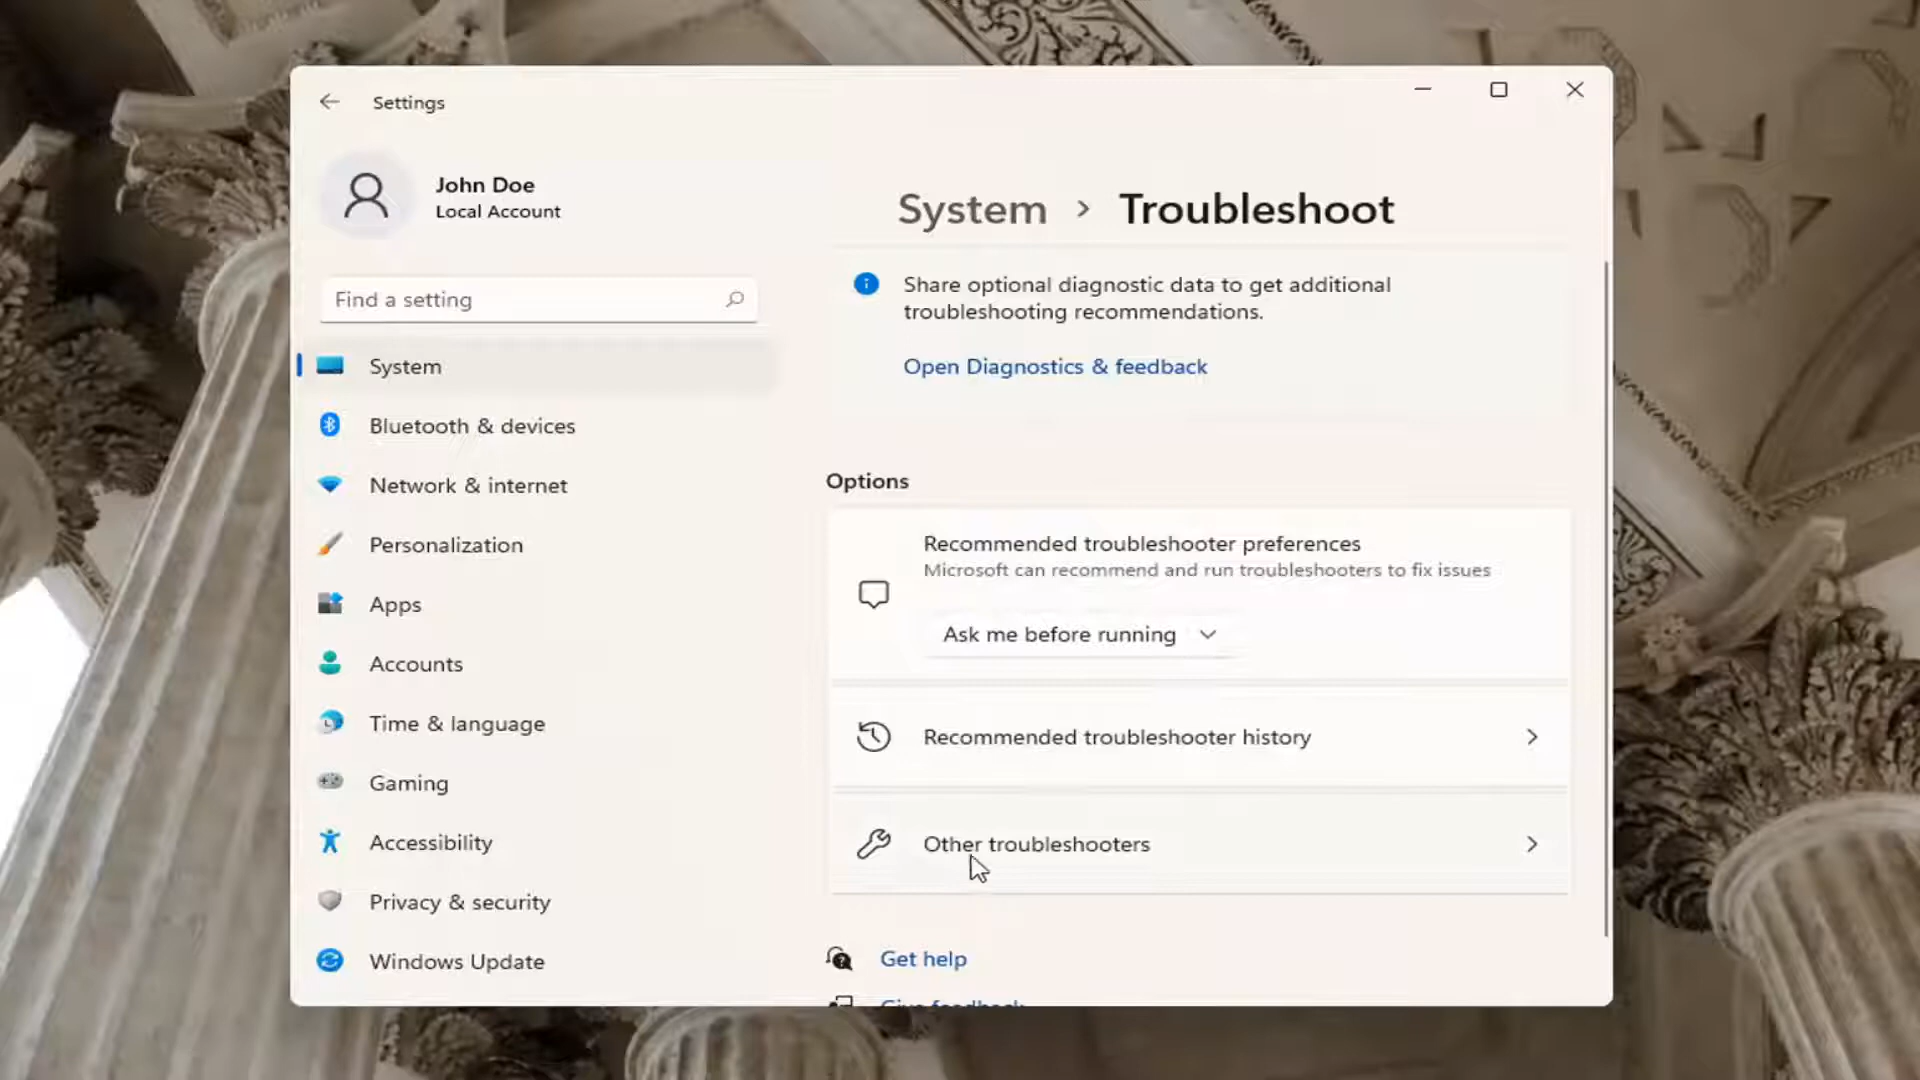 Settings
John Doe
Local Account
Find a setting
System
Bluetooth & devices
Network & internet
Personalization
Apps
Accounts
Time & language
Gaming
Accessibility
Privacy & security
Windows Update
System > Troubleshoot
Share optional diagnostic data to get additional
troubleshooting recommendations.
Open Diagnostics & feedback
Options
Recommended troubleshooter preferences
Microsoft can recommend and run troubleshooters to fix issues
Ask me before running
Recommended troubleshooter history
Other troubleshooters
Get help
Give feedback